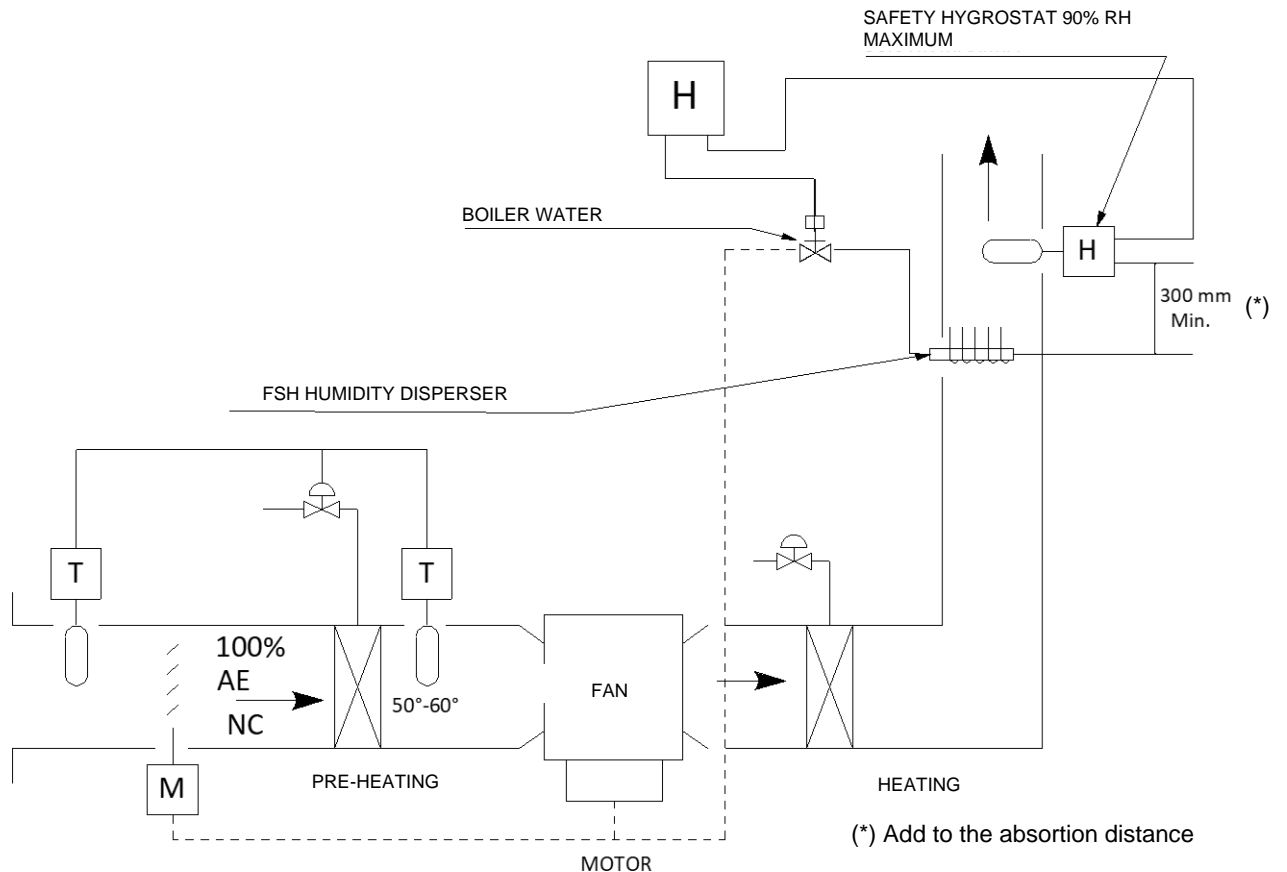 SAFETY HYGROSTAT 90% RH
MAXIMUM
H
BOILER WATER
H
300 mm
Min.
(*)
FSH HUMIDITY DISPERSER
T
T
100%
AE
NC
50°-60°
FAN
M
PRE-HEATING
HEATING
(*) Add to the absortion distance
MOTOR